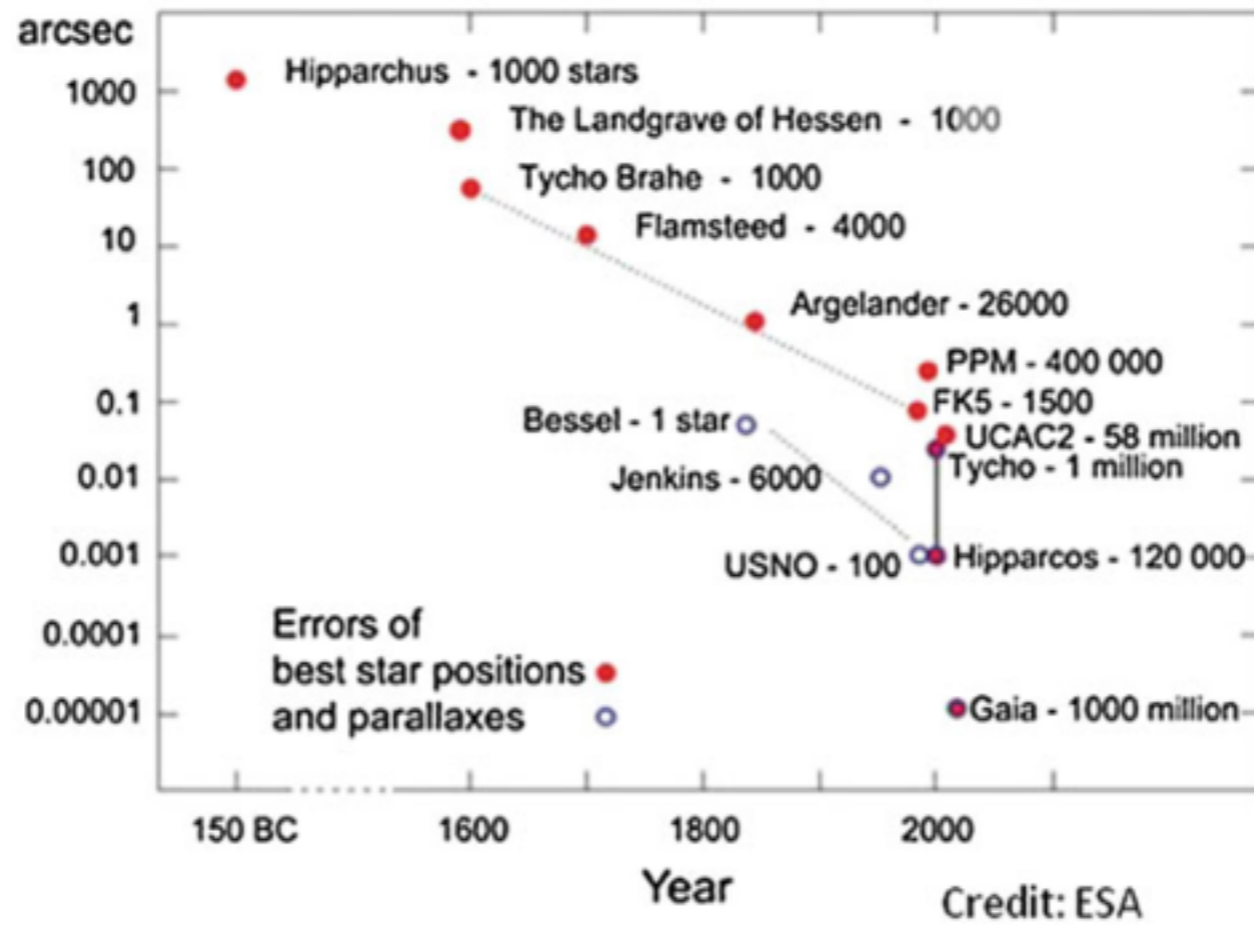 arcsec
1000
Hipparchus - 1000 stars
The Landgrave of Hessen - 1000
100
Tycho Brahe - 1000
10
Flamsteed - 4000
1
Argelander - 26000
PPM - 400 000
0.1
FK5 - 1500
Bessel - 1 star
UCAC2 - 58 million
Tycho - 1 million
0.01
Jenkins - 6000
0.001
USNO - 100
Hipparcos - 120 000
0.0001
Errors of
best star positions
and parallaxes
0.00001
Gaia - 1000 million
150 BC 1600 1800 2000
Year
Credit: ESA